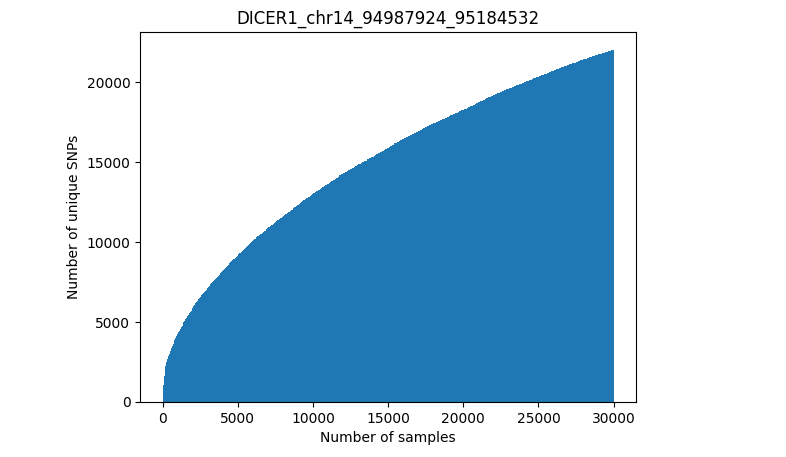 DICER1_chr14_94987924_95184532
Number of unique SNPs
20000
15000
10000
5000
0
0 5000 10000 15000 20000 25000 30000
Number of samples